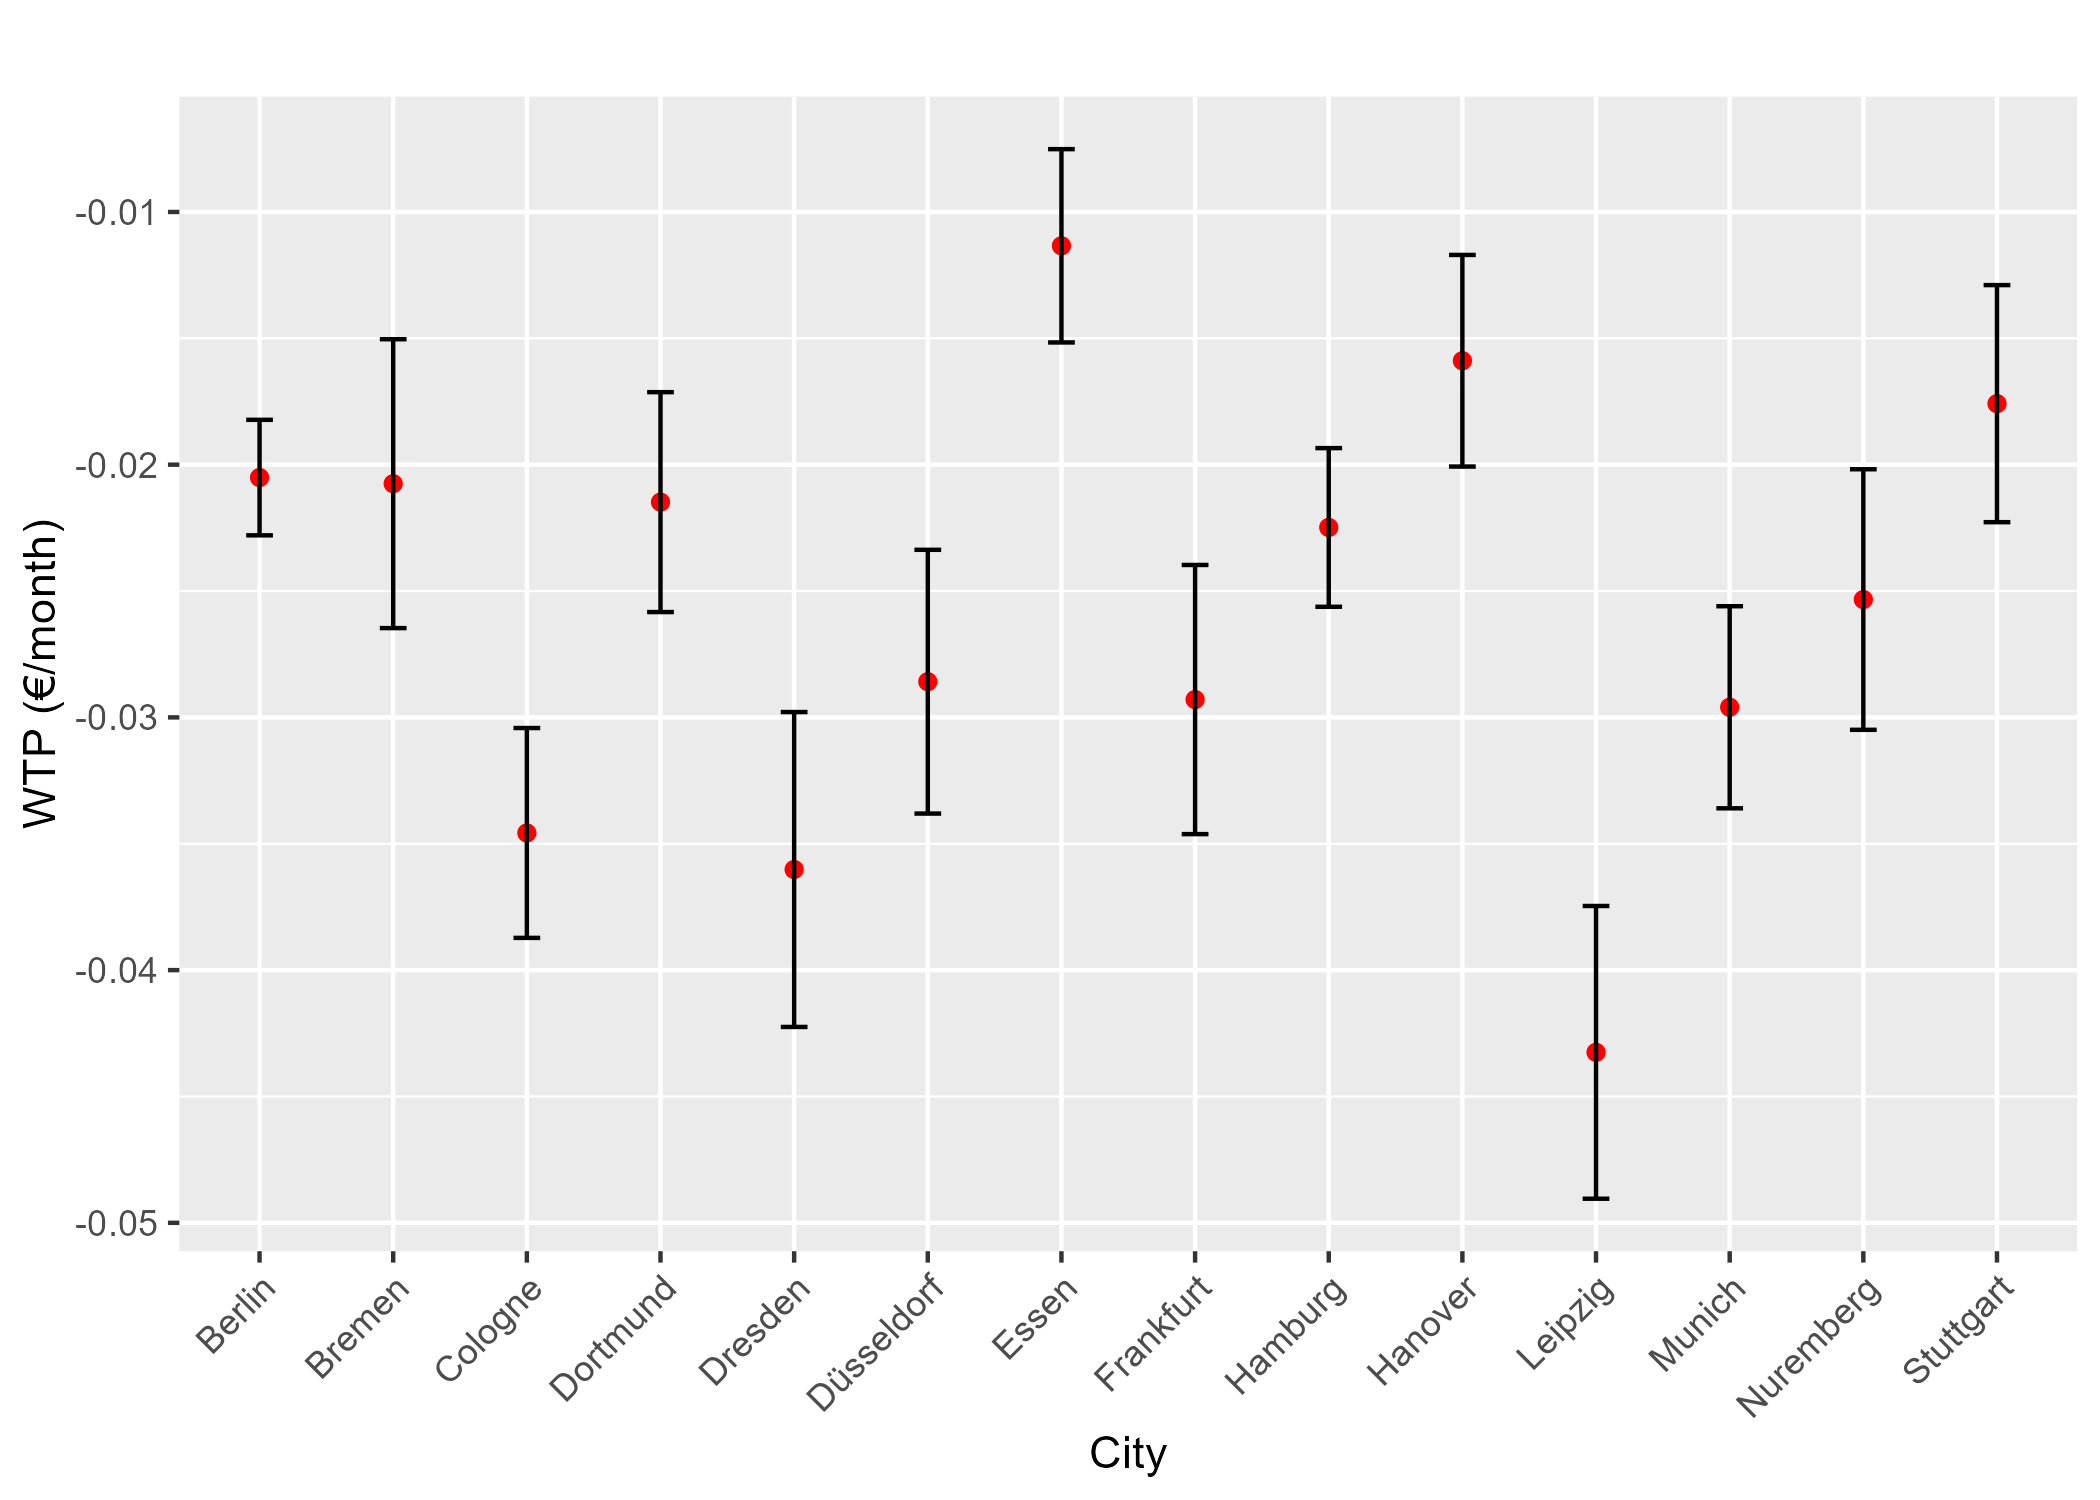 WTP (€/month)
-0.01
-0.02
-0.03
-0.04
-0.05
Berlin
Bremen
Cologne
Dortmund
Dresden
Düsseldorf
Essen
Frankfurt
Hamburg
Hanover
Leipzig
Munich
Nuremberg
Stuttgart
City